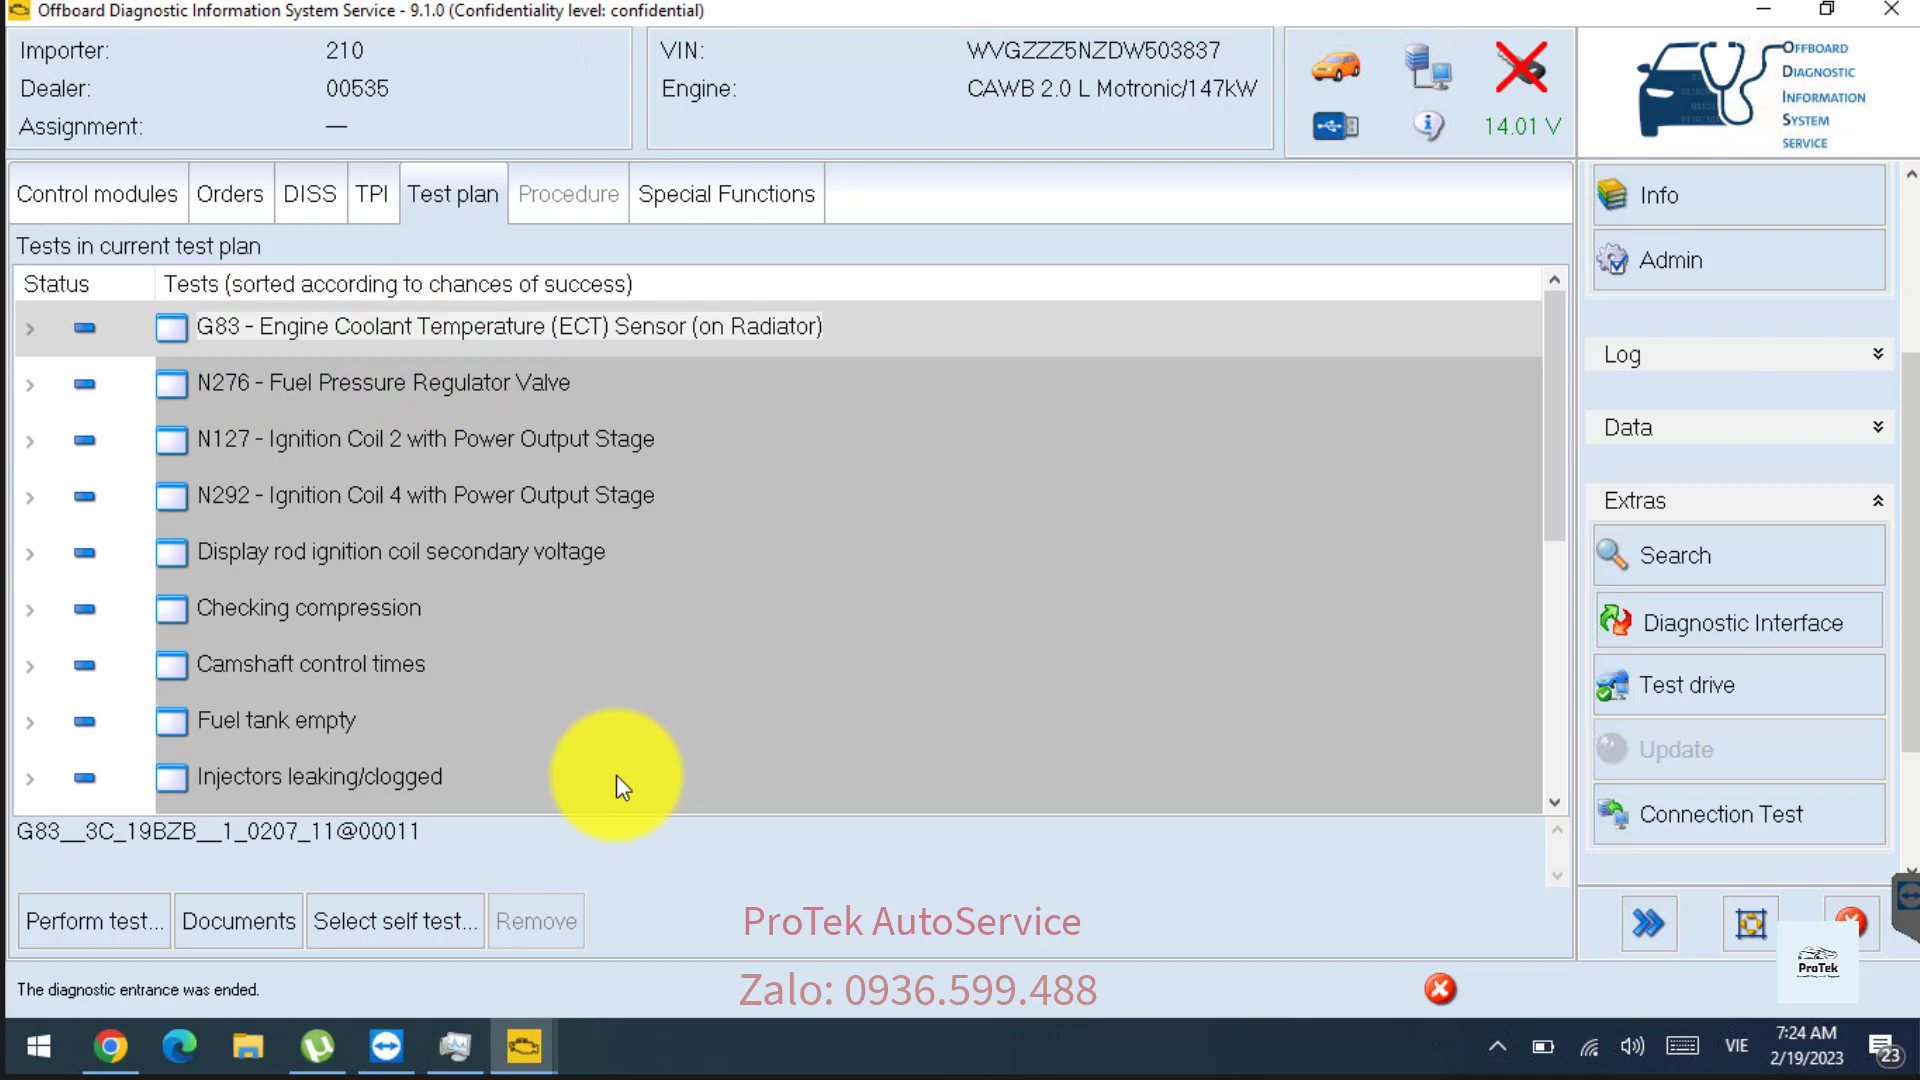 Offboard Diagnostic Information System Service - 9.1.0 (Confidentiality level: confidential)
Importer: 210
Dealer: 00535
Assignment: —
VIN: WVGZZZ5NZDW503837
Engine: CAWB 2.0 L Motronic/147kW
14.01 V
OFFBOARD
DIAGNOSTIC
INFORMATION
SYSTEM
SERVICE
Control modules Orders DISS TPI Test plan Procedure Special Functions
Tests in current test plan
Status Tests (sorted according to chances of success)
G83 - Engine Coolant Temperature (ECT) Sensor (on Radiator)
N276 - Fuel Pressure Regulator Valve
N127 - Ignition Coil 2 with Power Output Stage
N292 - Ignition Coil 4 with Power Output Stage
Display rod ignition coil secondary voltage
Checking compression
Camshaft control times
Fuel tank empty
Injectors leaking/clogged
G83__3C_19BZB__1_0207_11@00011
Perform test... Documents Select self test... Remove
Info
Admin
Log
Data
Extras
Search
Diagnostic Interface
Test drive
Update
Connection Test
ProTek AutoService
Zalo: 0936.599.488
ProTek
The diagnostic entrance was ended.
VIE
7:24 AM
2/19/2023
23